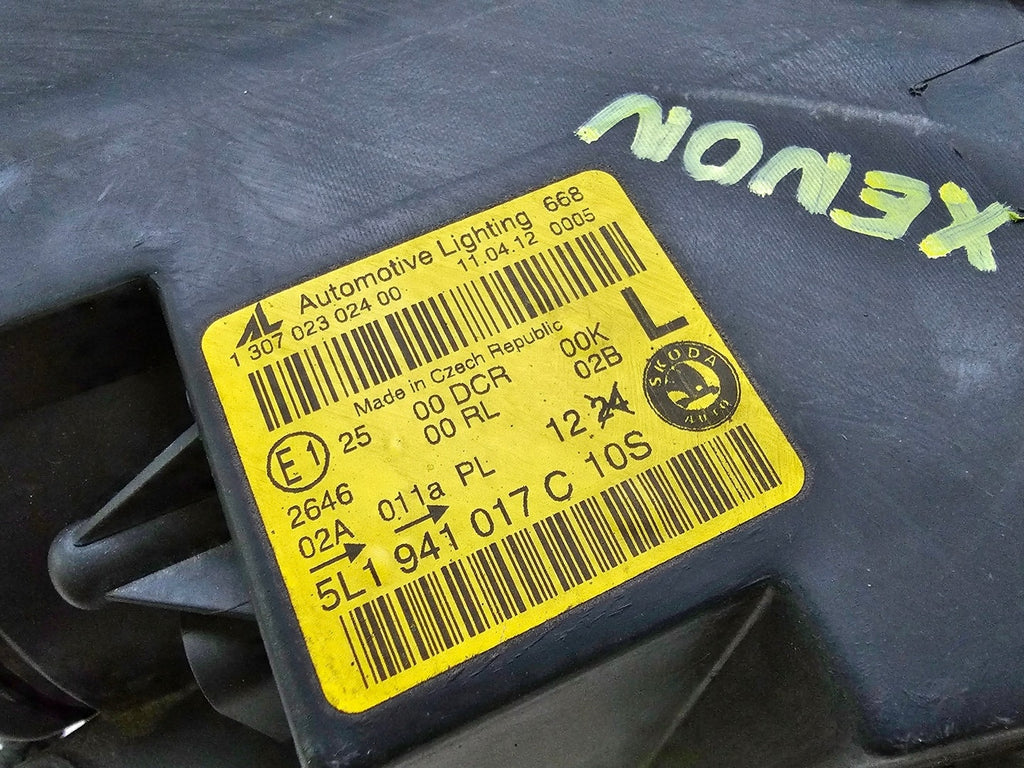 XENON
AL Automotive Lighting 668
1 307 023 024 00 11.04.12 0005
Made in Czech Republic
L
E1 25 00 DCR 00K
00 RL 02B
2646
02A 011a PL 12 24
SKODA
AUTO
5L1 941 017 C 10S